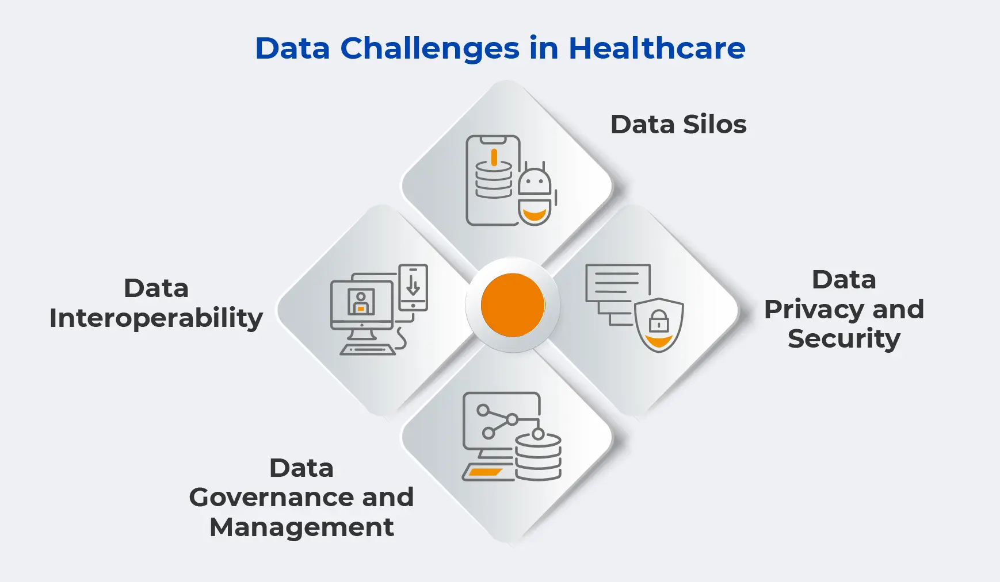 Data Challenges in Healthcare
Data Silos
Data
Privacy and
Security
Data
Interoperability
Data
Governance and
Management